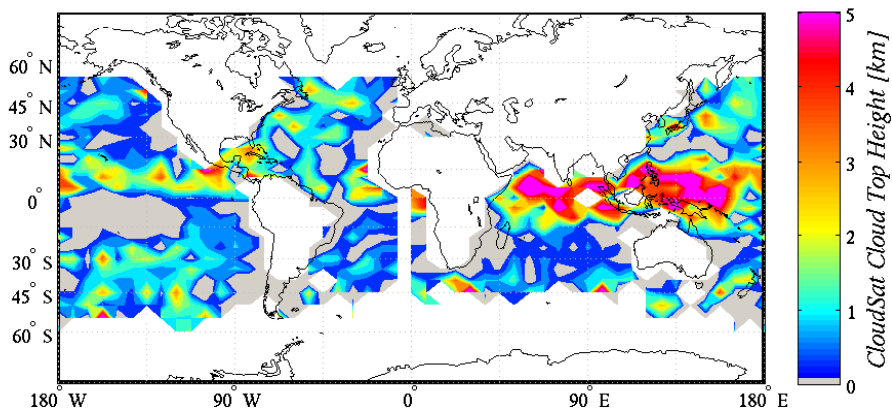 60° N
45° N
30° N
0°
30° S
45° S
60° S
180° W
90° W
0°
90° E
180° E
5
4
3
2
1
0
CloudSat Cloud Top Height [km]